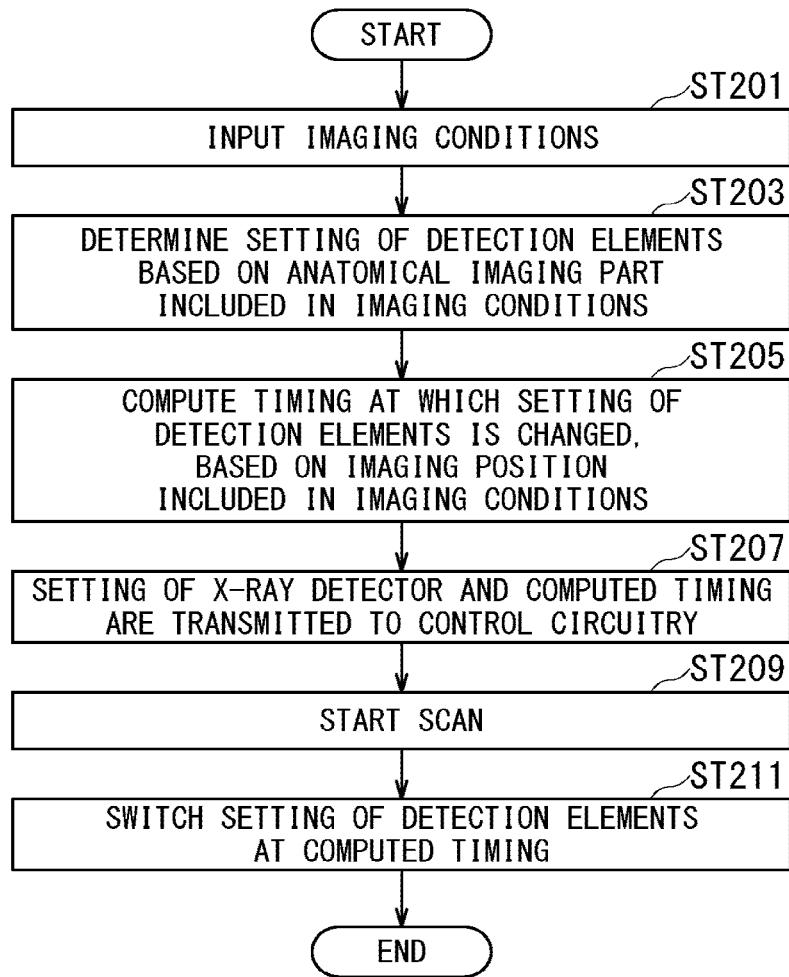 START
ST201
INPUT IMAGING CONDITIONS
ST203
DETERMINE SETTING OF DETECTION ELEMENTS
BASED ON ANATOMICAL IMAGING PART
INCLUDED IN IMAGING CONDITIONS
ST205
COMPUTE TIMING AT WHICH SETTING OF
DETECTION ELEMENTS IS CHANGED,
BASED ON IMAGING POSITION
INCLUDED IN IMAGING CONDITIONS
ST207
SETTING OF X-RAY DETECTOR AND COMPUTED TIMING
ARE TRANSMITTED TO CONTROL CIRCUITRY
ST209
START SCAN
ST211
SWITCH SETTING OF DETECTION ELEMENTS
AT COMPUTED TIMING
END